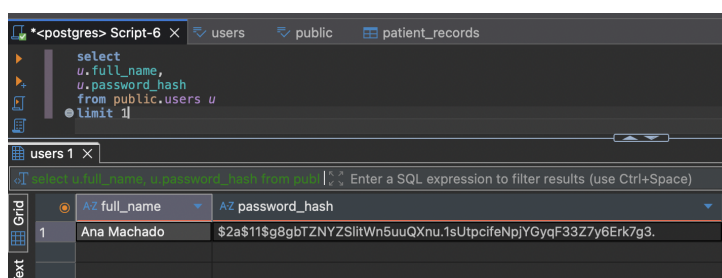 *<postgres> Script-6
users
public
patient_records
select
u.full_name,
u.password_hash
from public.users u
limit 1
users 1
select u.full_name, u.password_hash from publ
Enter a SQL expression to filter results (use Ctrl+Space)
Grid
A-Z full_name
A-Z password_hash
1
Ana Machado
$2a$11$g8gbTZNYZSlitWn5uuQXnu.1sUtpcifeNpjYGyqF33Z7y6Erk7g3.